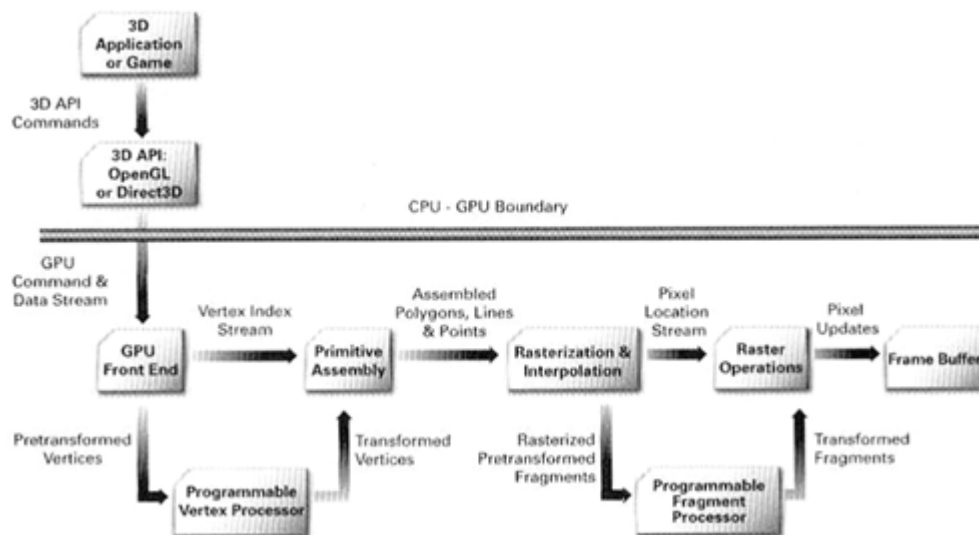 3D
Application
or Game
3D API
Commands
3D API:
OpenGL
or Direct3D
CPU - GPU Boundary
GPU
Command &
Data Stream
Vertex Index
Stream
Assembled
Polygons, Lines
& Points
Pixel
Location
Stream
Pixel
Updates
GPU
Front End
Primitive
Assembly
Rasterization &
Interpolation
Raster
Operations
Frame Buffer
Pretransformed
Vertices
Transformed
Vertices
Rasterized
Pretransformed
Fragments
Transformed
Fragments
Programmable
Vertex Processor
Programmable
Fragment
Processor